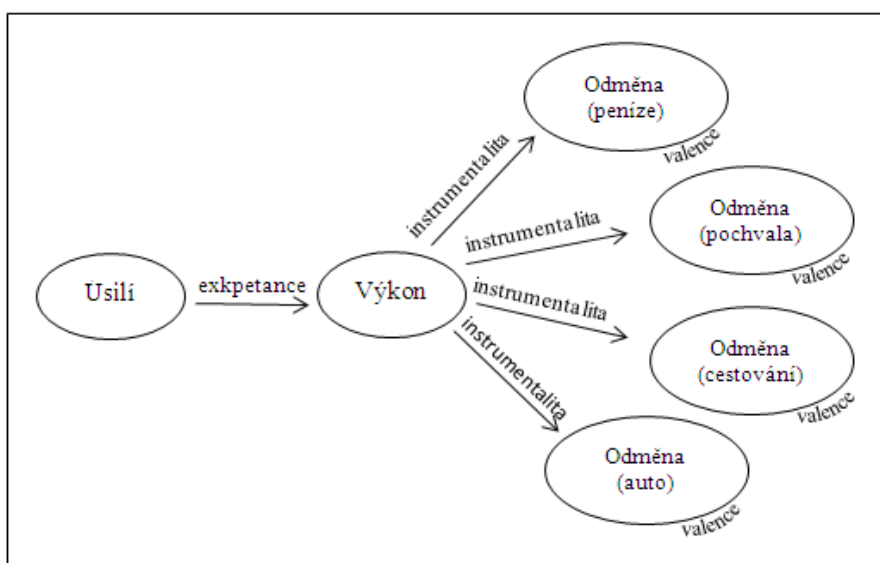 Odměna
(peníze)
valence
instrumentalita
Odměna
(pochvala)
valence
instrumentalita
Usilí
exkpetance
Výkon
instrumentalita
Odměna
(cestování)
valence
instrumentalita
Odměna
(auto)
valence